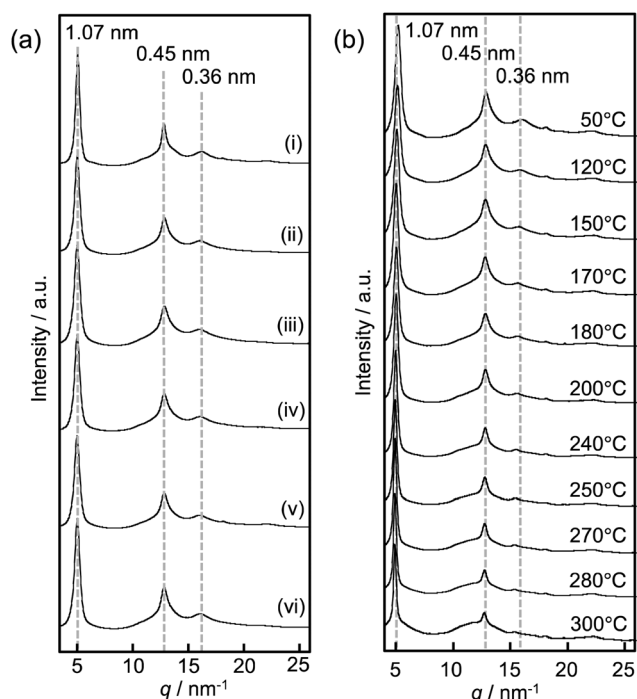 (a)
1.07 nm
0.45 nm
0.36 nm
(i)
(ii)
(iii)
(iv)
(v)
(vi)
Intensity / a.u.
5 10 15 20 25
q / nm⁻¹
(b)
1.07 nm
0.45 nm
0.36 nm
50°C
120°C
150°C
170°C
180°C
200°C
240°C
250°C
270°C
280°C
300°C
Intensity / a.u.
5 10 15 20 25
q / nm⁻¹